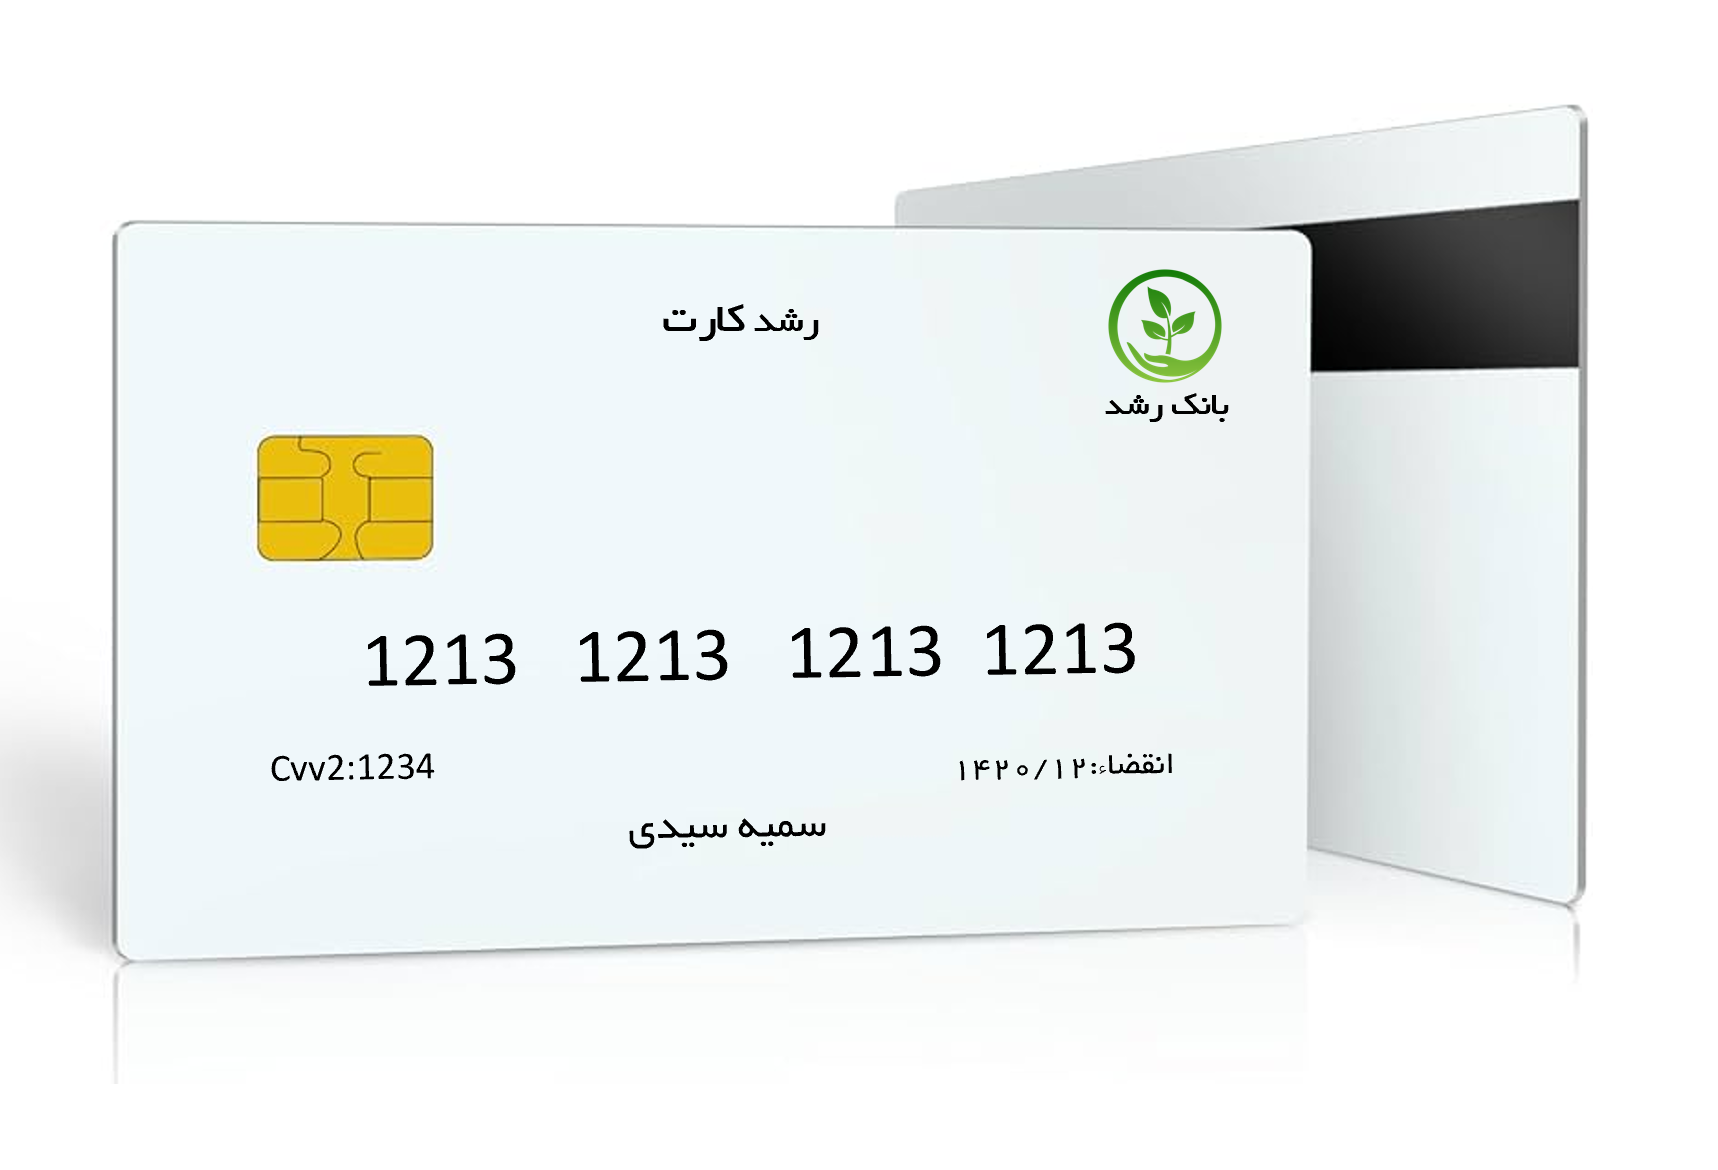 رشد کارت
بانک رشد
1213 1213 1213 1213
Cvv2:1234
انقضاء:۱۴۲۰/۱۲
سمیه سیدی